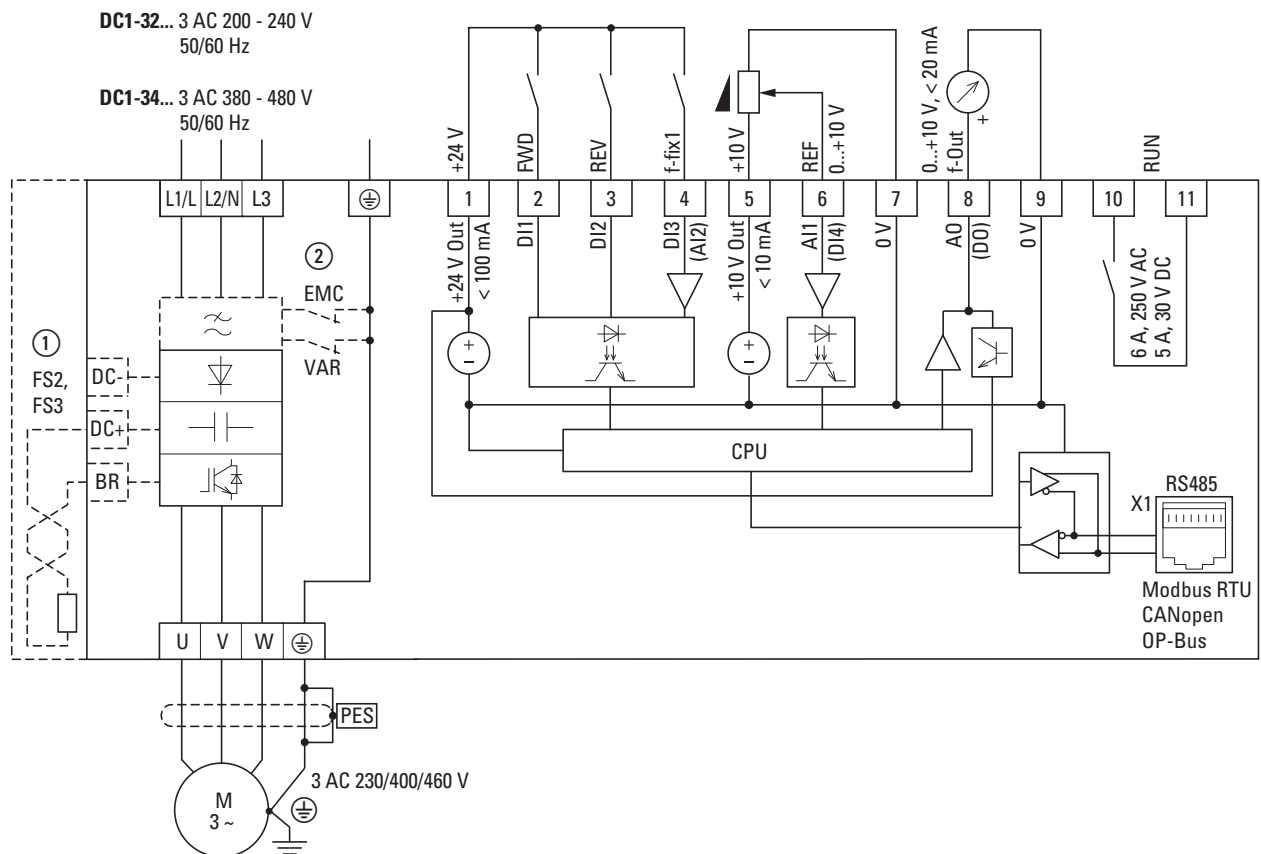 DC1-32... 3 AC 200 - 240 V
50/60 Hz
DC1-34... 3 AC 380 - 480 V
50/60 Hz
+24 V
FWD
REV
f-fix1
+10 V
REF
0...+10 V
0...+10 V, < 20 mA
f-Out
+
RUN
L1/L
L2/N
L3
1
2
3
4
5
6
7
8
9
10
11
+24 V Out
< 100 mA
DI1
DI2
DI3
(AI2)
+10 V Out
< 10 mA
AI1
(DI4)
0 V
AO
(DO)
0 V
6 A, 250 V AC
5 A, 30 V DC
2
EMC
VAR
1
FS2,
FS3
DC-
DC+
BR
+
-
+
-
CPU
X1
RS485
Modbus RTU
CANopen
OP-Bus
U
V
W
PES
3 AC 230/400/460 V
M
3 ~